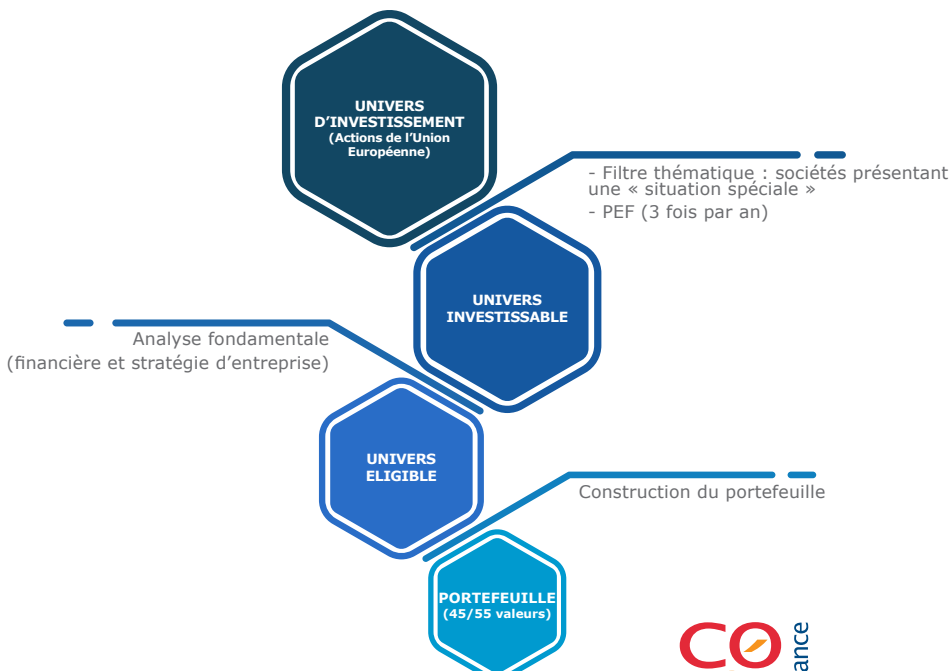 UNIVERS
D’INVESTISSEMENT
(Actions de l’Union
Européenne)
- Filtre thématique : sociétés présentant
une « situation spéciale »
- PEF (3 fois par an)
UNIVERS
INVESTISSABLE
Analyse fondamentale
(financière et stratégie d’entreprise)
UNIVERS
ELIGIBLE
Construction du portefeuille
PORTEFEUILLE
(45/55 valeurs)
CO